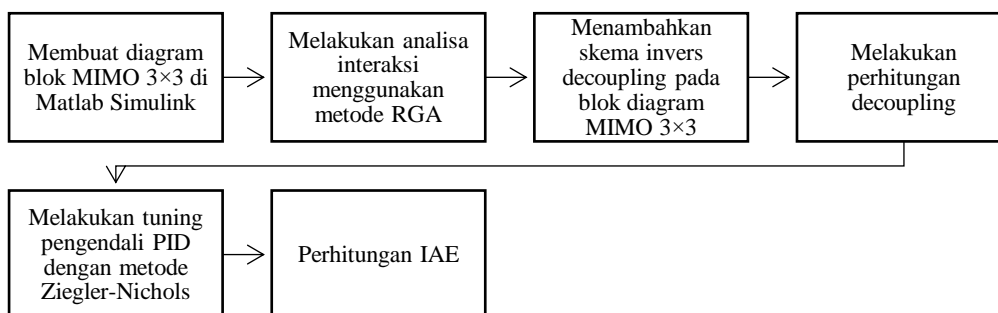 Membuat diagram
blok MIMO 3×3 di
Matlab Simulink
Melakukan analisa
interaksi
menggunakan
metode RGA
Menambahkan
skema invers
decoupling pada
blok diagram
MIMO 3×3
Melakukan
perhitungan
decoupling
Melakukan tuning
pengendali PID
dengan metode
Ziegler-Nichols
Perhitungan IAE